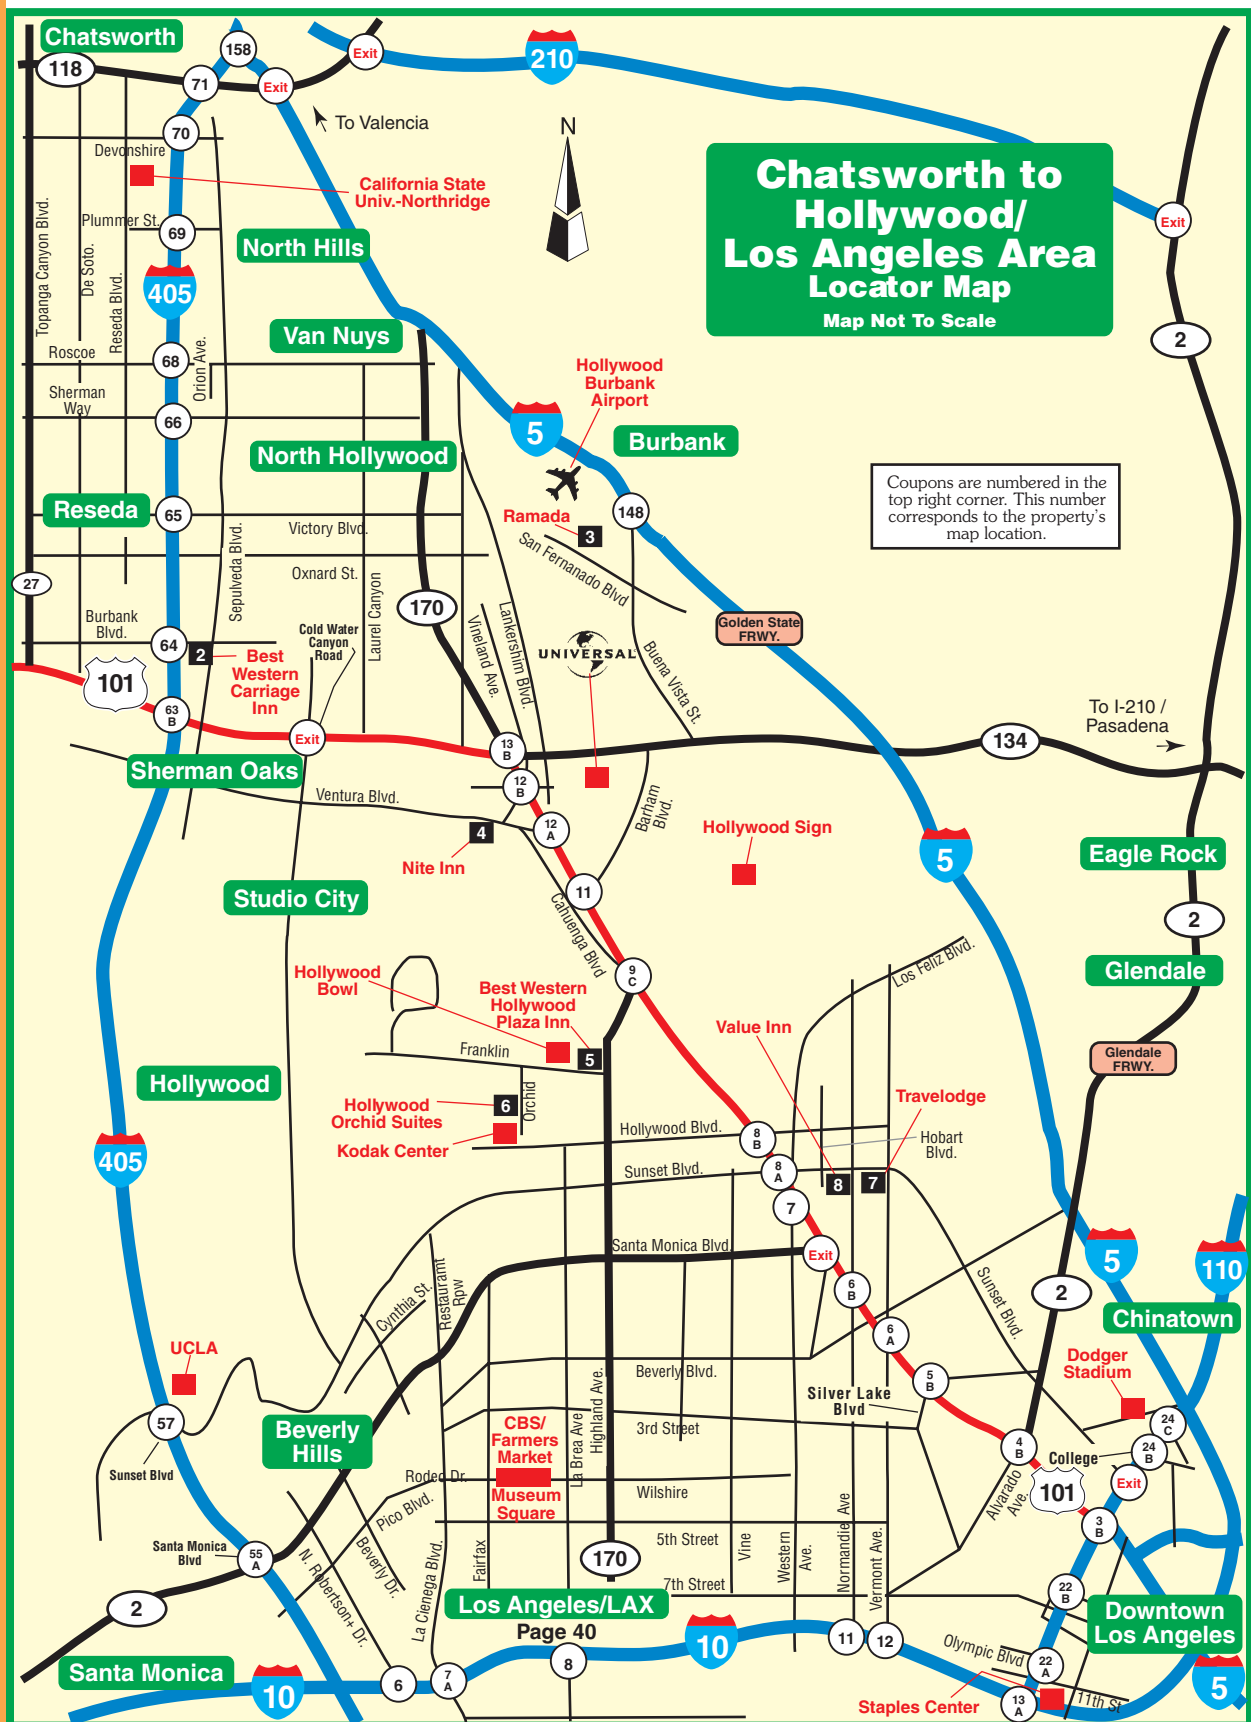 Chatsworth
118
158
71
Exit
Exit
210
To Valencia
N
70
Devonshire
California State
Univ.-Northridge
Chatsworth to
Hollywood/
Los Angeles Area
Locator Map
Map Not To Scale
Exit
Plummer St.
69
North Hills
Topanga Canyon Blvd.
De Soto.
Reseda Blvd.
405
Van Nuys
2
Roscoe
68
Orion Ave.
Sherman
Way
66
Hollywood
Burbank
Airport
5
Burbank
North Hollywood
Coupons are numbered in the
top right corner. This number
corresponds to the property's
map location.
Reseda
65
Victory Blvd.
148
Ramada
3
San Fernanado Blvd
27
Oxnard St.
Sepulveda Blvd.
Laurel Canyon
170
Burbank
Blvd.
64
2
Best
Western
Carriage
Inn
Cold Water
Canyon
Road
Vineland Ave.
Lankershim Blvd.
UNIVERSAL
Buena Vista St.
Golden State
FRWY.
101
63
B
Exit
13
B
134
To I-210 /
Pasadena
Sherman Oaks
12
B
Ventura Blvd.
4
12
A
Nite Inn
Barham
Blvd.
Hollywood Sign
5
Eagle Rock
Studio City
11
Cahuenga Blvd
2
Glendale
Hollywood
Bowl
9
C
Los Feliz Blvd.
Best Western
Hollywood
Plaza Inn
5
Franklin
Value Inn
Glendale
FRWY.
Hollywood
Hollywood
Orchid Suites
6
Orchid
Kodak Center
Travelodge
Hollywood Blvd.
8
B
Hobart
Blvd.
405
Sunset Blvd.
8
A
8
7
7
Santa Monica Blvd.
Exit
5
110
Restauramt
Rpw
Cynthia St.
6
B
Sunset Blvd.
2
Chinatown
6
A
UCLA
Beverly Blvd.
5
B
Dodger
Stadium
Silver Lake
Blvd
57
Sunset Blvd
Beverly
Hills
CBS/
Farmers
Market
La Brea Ave
Highland Ave.
3rd Street
4
B
College
24
C
24
B
Rodeo Dr.
Museum
Square
Wilshire
Pico Blvd.
Alvarado
Ave.
101
Exit
3
B
Santa Monica
Blvd
55
A
N. Robertson+ Dr.
Beverly Dr.
La Cienega Blvd.
Fairfax
170
5th Street
Vine
Western
Ave.
Normandie Ave
Vermont Ave.
7th Street
2
Los Angeles/LAX
Page 40
22
B
Downtown
Los Angeles
Santa Monica
10
6
7
A
8
10
11
12
Olympic Blvd
22
A
5
Staples Center
13
A
11th St